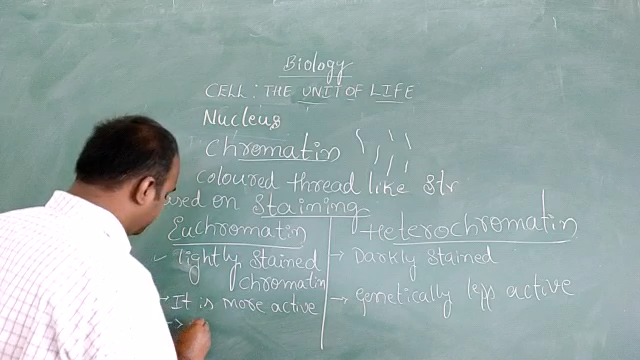 Biology
CELL: THE UNIT OF LIFE
Nucleus
Chromatin
coloured thread like Str
ased on Staining
Euchromatin
Heterochromatin
✓ lightly stained
Chromatin
→ Darkly Stained
→ It is more active
→ Genetically less active
→